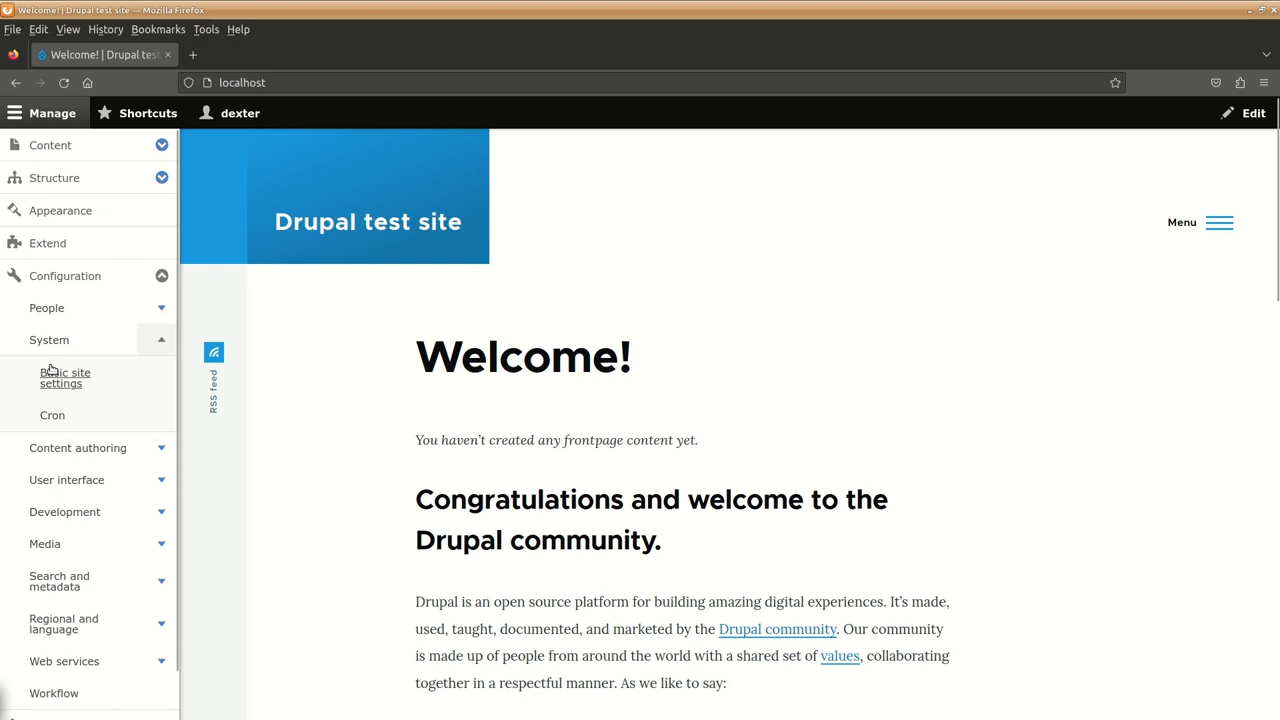 Welcome! | Drupal test site — Mozilla Firefox
File Edit View History Bookmarks Tools Help
Welcome! | Drupal test
localhost
Manage Shortcuts dexter Edit
Content
Structure
Appearance
Extend
Configuration
People
System
Basic site
settings
Cron
Content authoring
User interface
Development
Media
Search and
metadata
Regional and
language
Web services
Workflow
Drupal test site
Menu
RSS feed
Welcome!
You haven’t created any frontpage content yet.
Congratulations and welcome to the
Drupal community.
Drupal is an open source platform for building amazing digital experiences. It’s made,
used, taught, documented, and marketed by the Drupal community. Our community
is made up of people from around the world with a shared set of values, collaborating
together in a respectful manner. As we like to say: